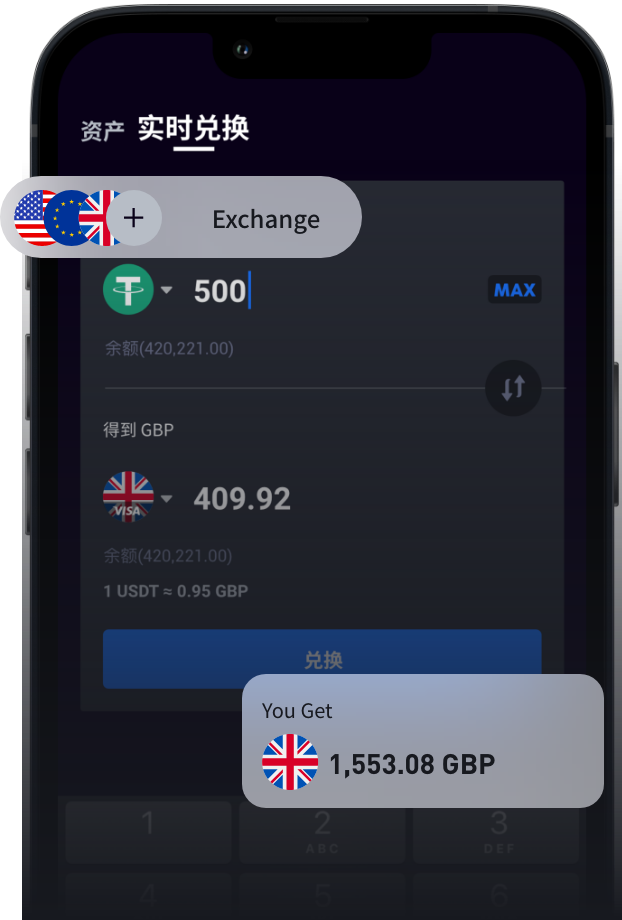 资产 实时兑换
Exchange
500
MAX
余额(420,221.00)
得到 GBP
VISA
409.92
余额(420,221.00)
1 USDT ≈ 0.95 GBP
兑换
You Get
1,553.08 GBP
1 2 3
ABC DEF
4 5 6